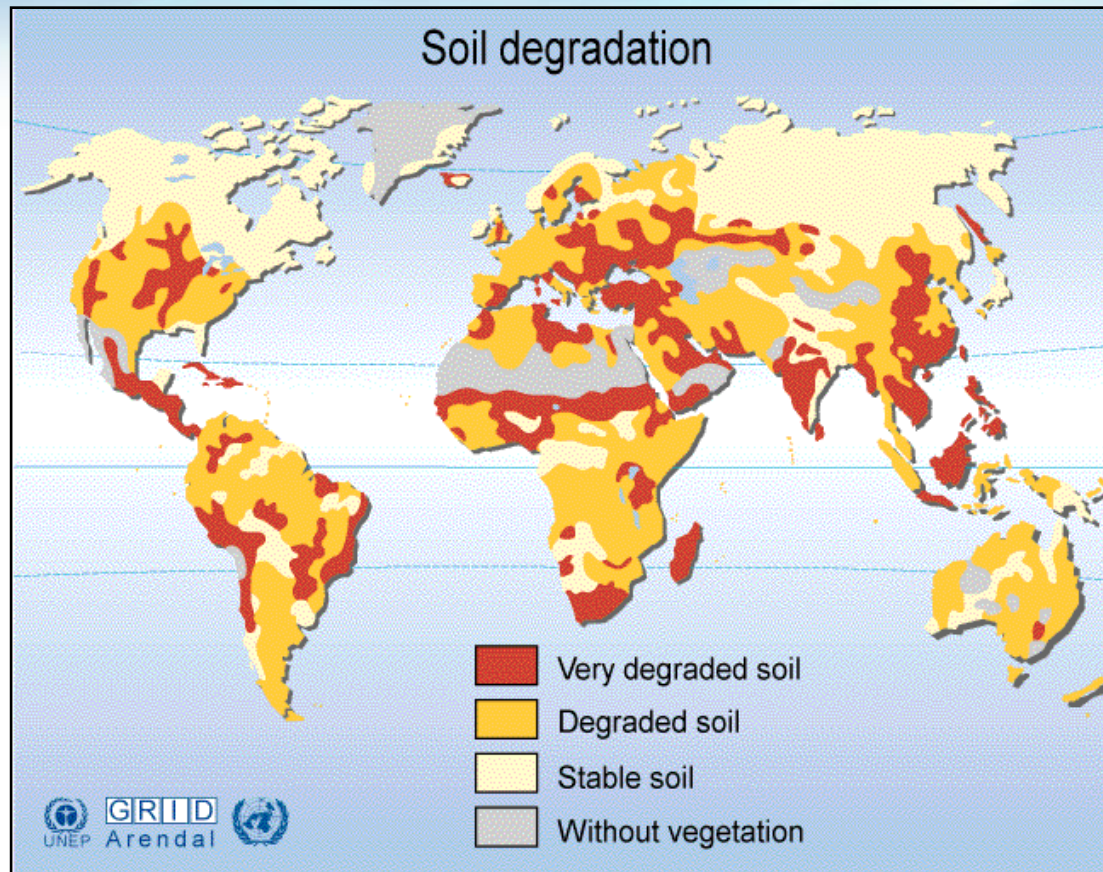 Soil degradation
Very degraded soil
Degraded soil
Stable soil
Without vegetation
UNEP
GRID
Arendal